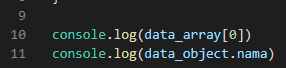 9
10 console.log(data_array[0])
11 console.log(data_object.nama)